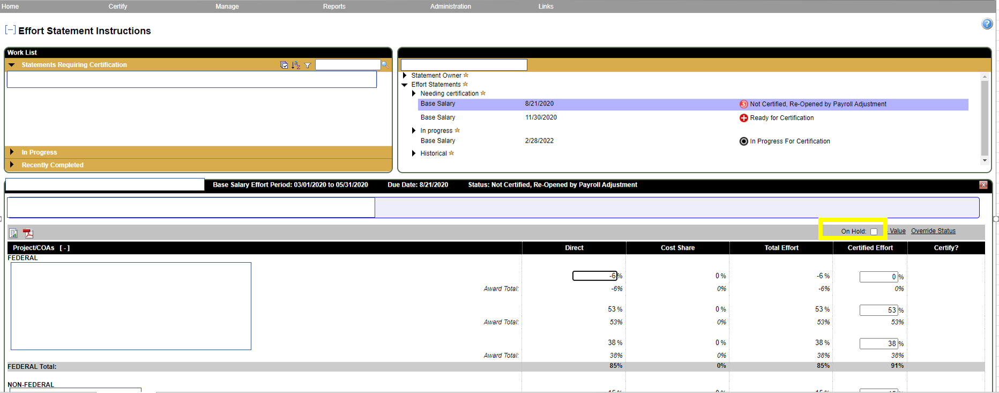 Home Certify Manage Reports Administration Links
[−] Effort Statement Instructions
Work List
Statements Requiring Certification
In Progress
Recently Completed
Statement Owner
Effort Statements
Needing certification
Base Salary 8/21/2020 Not Certified, Re-Opened by Payroll Adjustment
Base Salary 11/30/2020 Ready for Certification
In progress
Base Salary 2/28/2022 In Progress For Certification
Historical
Base Salary Effort Period: 03/01/2020 to 05/31/2020 Due Date: 8/21/2020 Status: Not Certified, Re-Opened by Payroll Adjustment
On Hold: Value Override Status
Project/COAs [ - ] Direct Cost Share Total Effort Certified Effort Certify?
FEDERAL
-6% 0 % -6 % 0 %
Award Total: -6% 0% -6% 0%
53 % 0 % 53 % 53 %
Award Total: 53% 0% 53% 53%
38 % 0 % 38 % 38 %
Award Total: 38% 0% 38% 38%
FEDERAL Total: 85% 0% 85% 91%
NON-FEDERAL